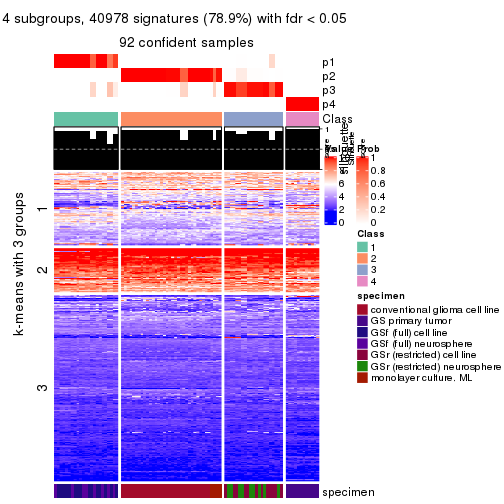 4 subgroups, 40978 signatures (78.9%) with fdr < 0.05
92 confident samples
p1
p2
p3
p4
Class
Silhouette
Value
Prob
8
6
4
2
0
1
0.8
0.6
0.4
0.2
0
k-means with 3 groups
1
2
3
Class
1
2
3
4
specimen
conventional glioma cell line
GS primary tumor
GSf (full) cell line
GSf (full) neurosphere
GSr (restricted) cell line
GSr (restricted) neurosphere
monolayer culture. ML
specimen